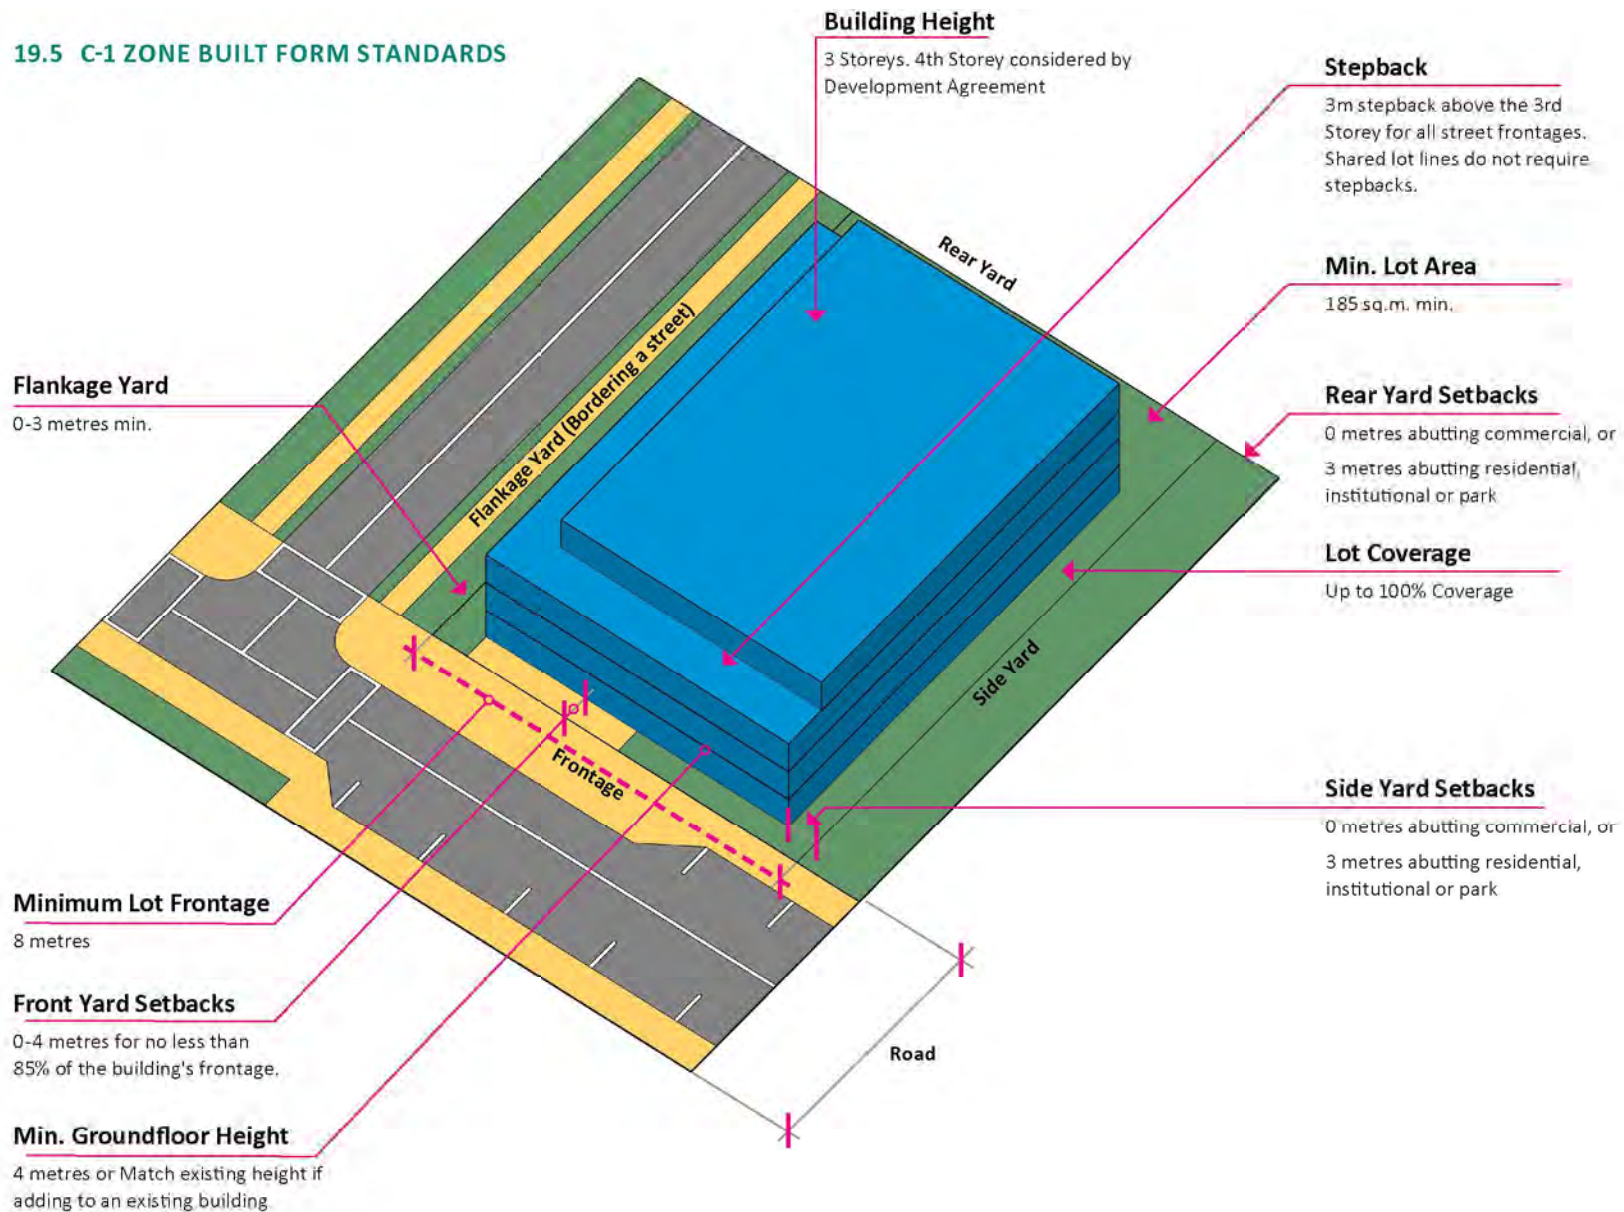 19.5 C-1 ZONE BUILT FORM STANDARDS
Building Height
3 Storeys. 4th Storey considered by
Development Agreement
Stepback
3m stepback above the 3rd
Storey for all street frontages.
Shared lot lines do not require
stepbacks.
Min. Lot Area
185 sq.m. min.
Rear Yard Setbacks
0 metres abutting commercial, or
3 metres abutting residential,
institutional or park
Lot Coverage
Up to 100% Coverage
Side Yard Setbacks
0 metres abutting commercial, or
3 metres abutting residential,
institutional or park
Flankage Yard
0-3 metres min.
Rear Yard
Flankage Yard (Bordering a street)
Side Yard
Frontage
Road
Minimum Lot Frontage
8 metres
Front Yard Setbacks
0-4 metres for no less than
85% of the building's frontage.
Min. Groundfloor Height
4 metres or Match existing height if
adding to an existing building